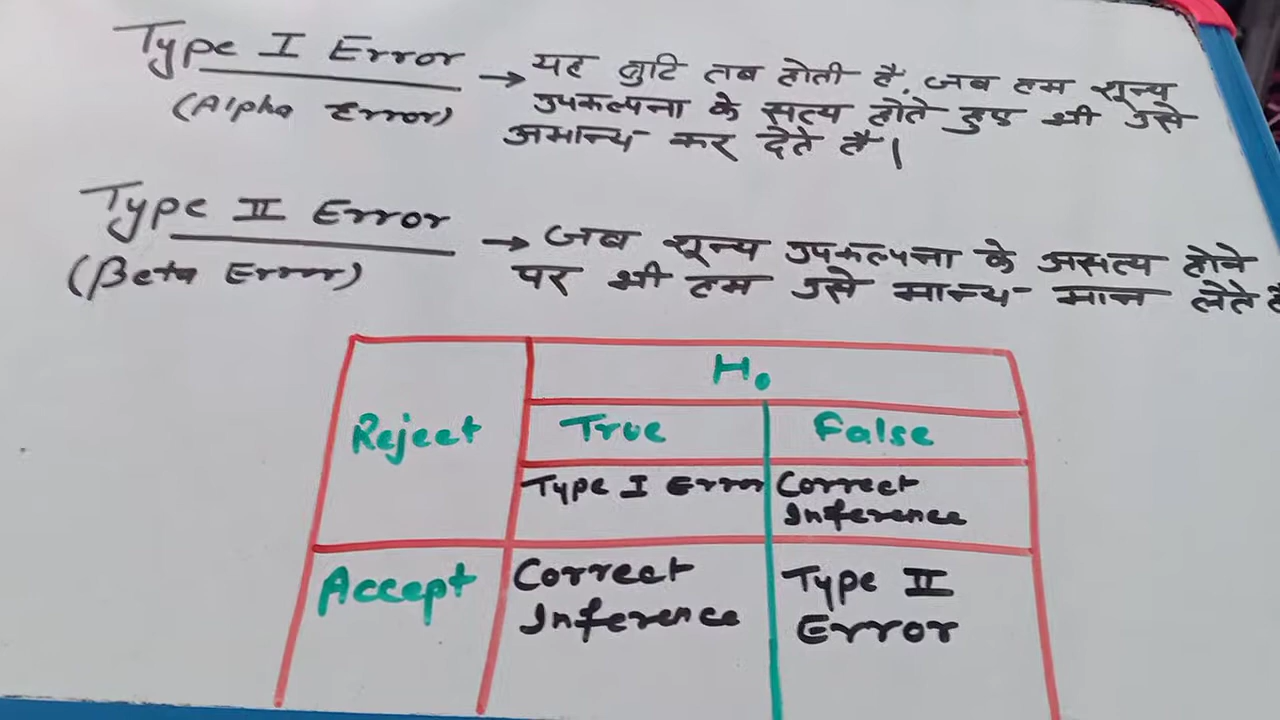 Type I Error
(Alpha Error)
→ यह त्रुटि तब होती है, जब हम शून्य
उपकल्पना के सत्य होते हुए भी उसे
अमान्य कर देते है।
Type II Error
(Beta Error)
→ जब शून्य उपकल्पना के असत्य होने
पर भी हम उसे मान्य मान लेते है
H₀
Reject True False
Type I Error Correct
Inference
Accept Correct Type II
Inference Error